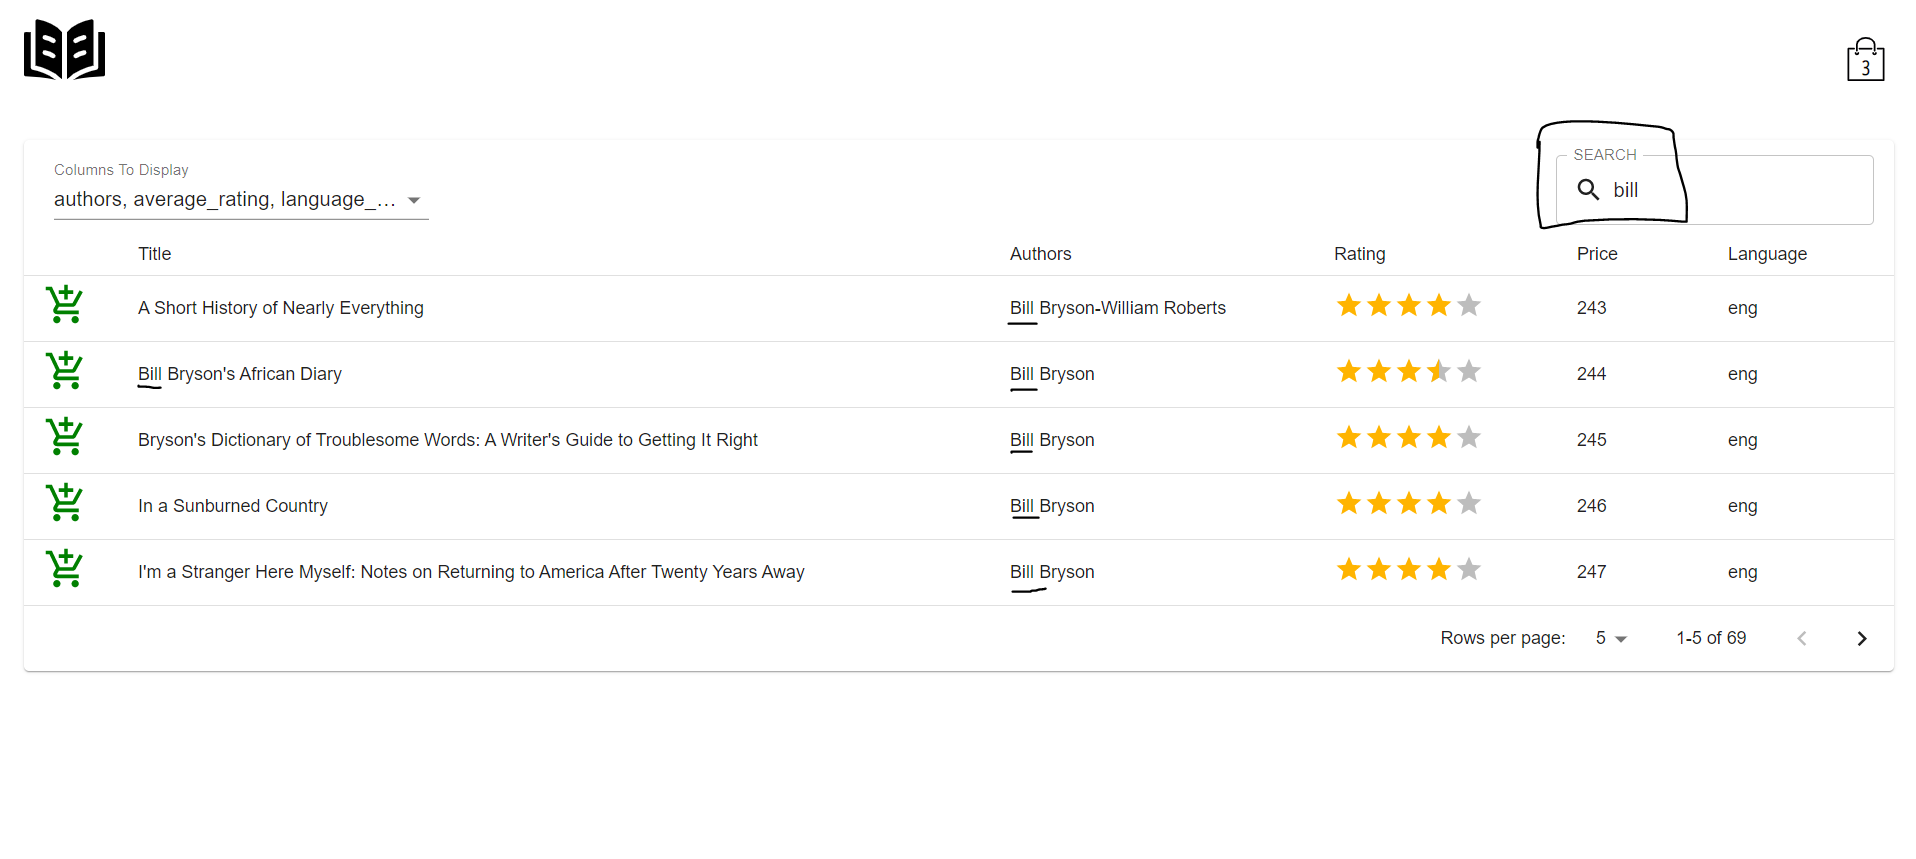 3
Columns To Display
authors, average_rating, language_...
SEARCH
bill
Title Authors Rating Price Language
A Short History of Nearly Everything Bill Bryson-William Roberts 243 eng
Bill Bryson's African Diary Bill Bryson 244 eng
Bryson's Dictionary of Troublesome Words: A Writer's Guide to Getting It Right Bill Bryson 245 eng
In a Sunburned Country Bill Bryson 246 eng
I'm a Stranger Here Myself: Notes on Returning to America After Twenty Years Away Bill Bryson 247 eng
Rows per page: 5 1-5 of 69